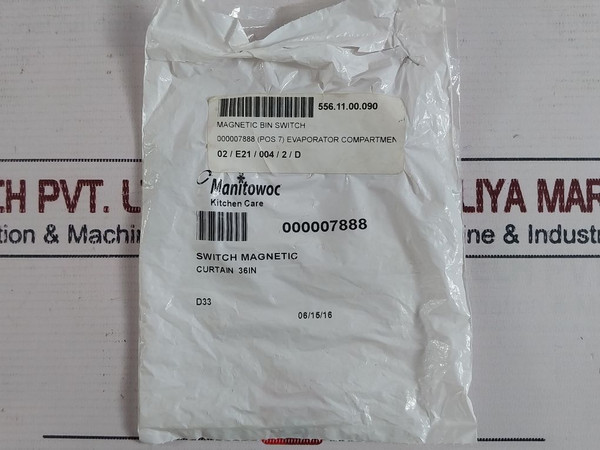 556.11.00.090
MAGNETIC BIN SWITCH
000007888 (POS 7) EVAPORATOR COMPARTMEN
02 / E21 / 004 / 2 / D
Manitowoc
Kitchen Care
000007888
SWITCH MAGNETIC
CURTAIN 36IN
D33
06/15/16
CH PVT. L
LIYA MAR
tion & Machin
ine & Industr